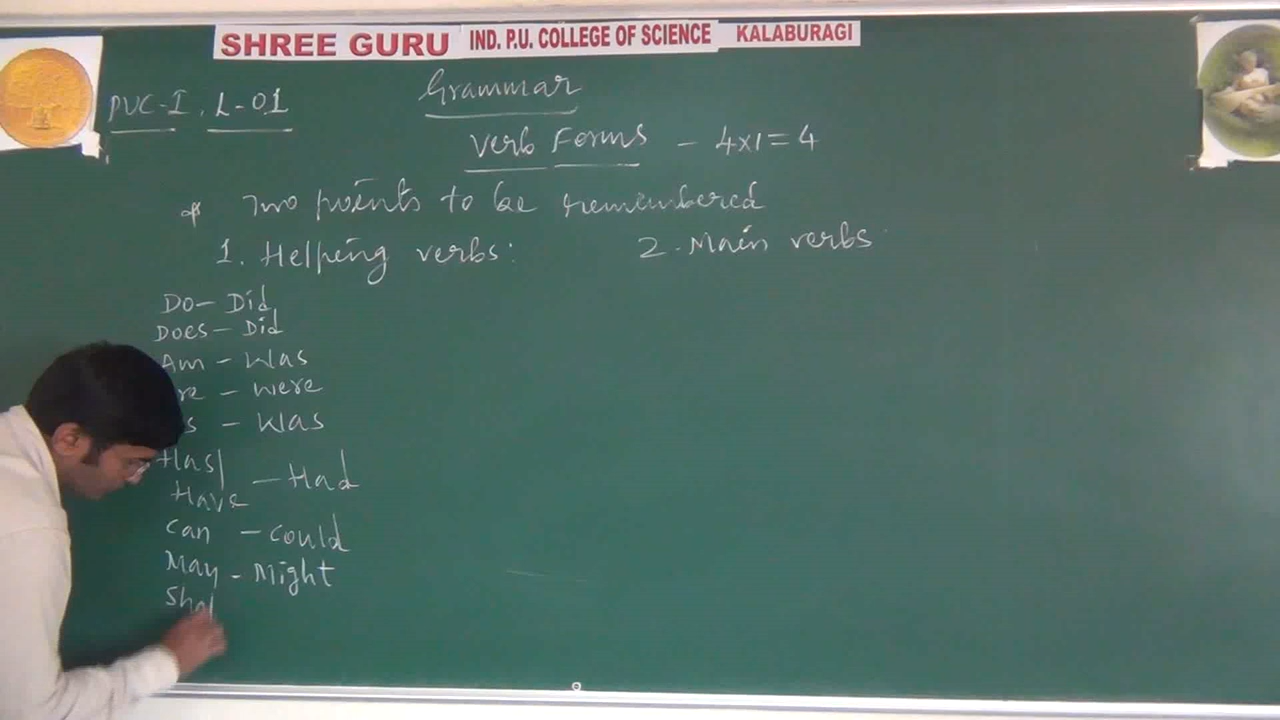 SHREE GURU IND. P.U. COLLEGE OF SCIENCE KALABURAGI
PUC-I, L-01
Grammar
Verb Forms - 4x1=4
* Two points to be remembered
1. Helping verbs: 2. Main verbs
Do - Did
Does - Did
Am - Was
re - were
s - Was
Has/
Have - Had
Can - Could
May - Might
Shal